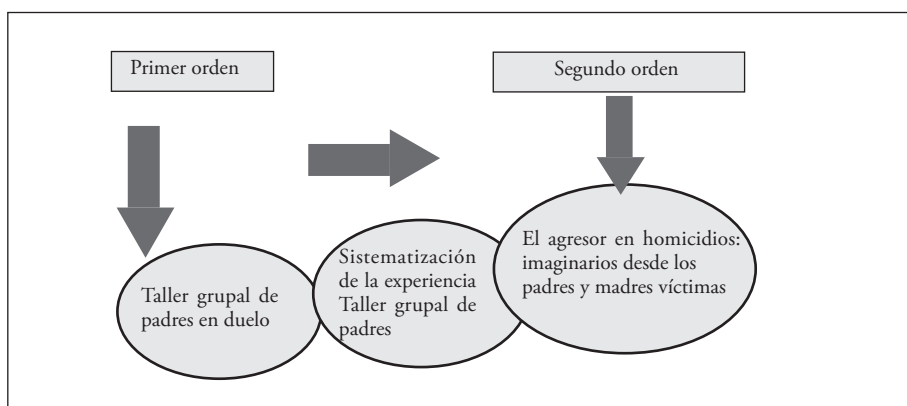 Primer orden
Segundo orden
Taller grupal de
padres en duelo
Sistematización
de la experiencia
Taller grupal de
padres
El agresor en homicidios:
imaginarios desde los
padres y madres víctimas